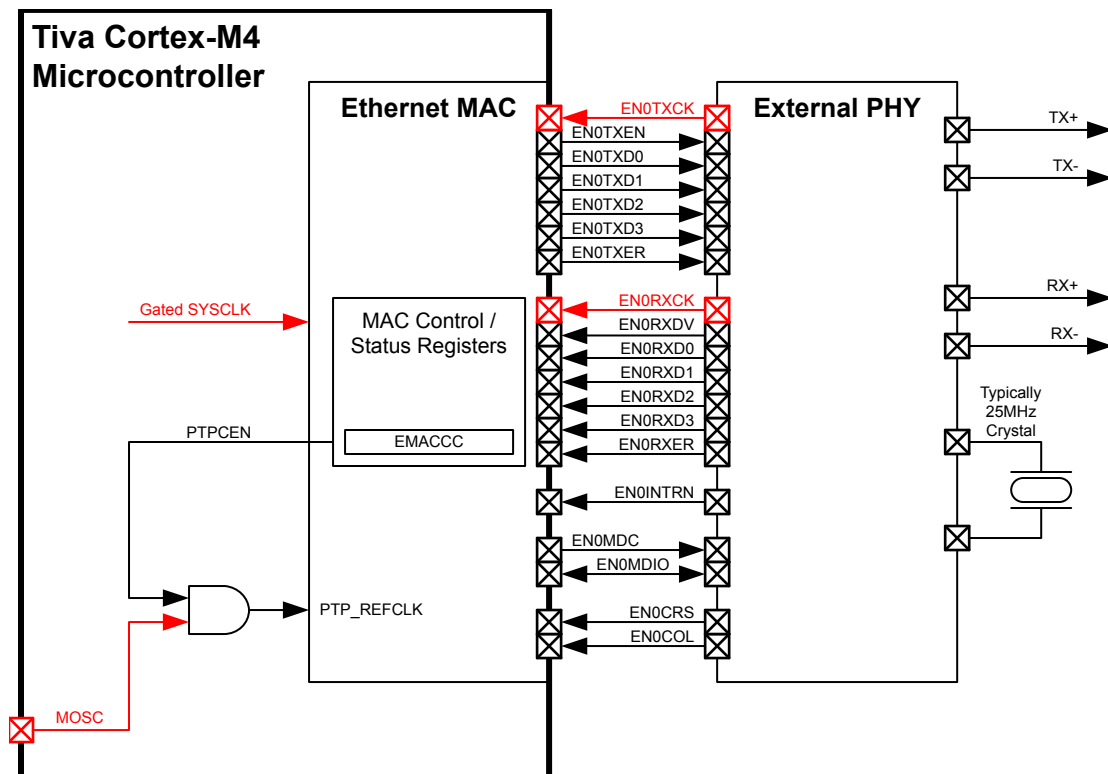 Tiva Cortex-M4
Microcontroller
Ethernet MAC
External PHY
EN0TXCK
EN0TXEN
EN0TXD0
EN0TXD1
EN0TXD2
EN0TXD3
EN0TXER
TX+
TX-
Gated SYSCLK
MAC Control /
Status Registers
EMACCC
EN0RXCK
EN0RXDV
EN0RXD0
EN0RXD1
EN0RXD2
EN0RXD3
EN0RXER
RX+
RX-
Typically
25MHz
Crystal
PTPCEN
EN0INTRN
EN0MDC
EN0MDIO
PTP_REFCLK
EN0CRS
EN0COL
MOSC